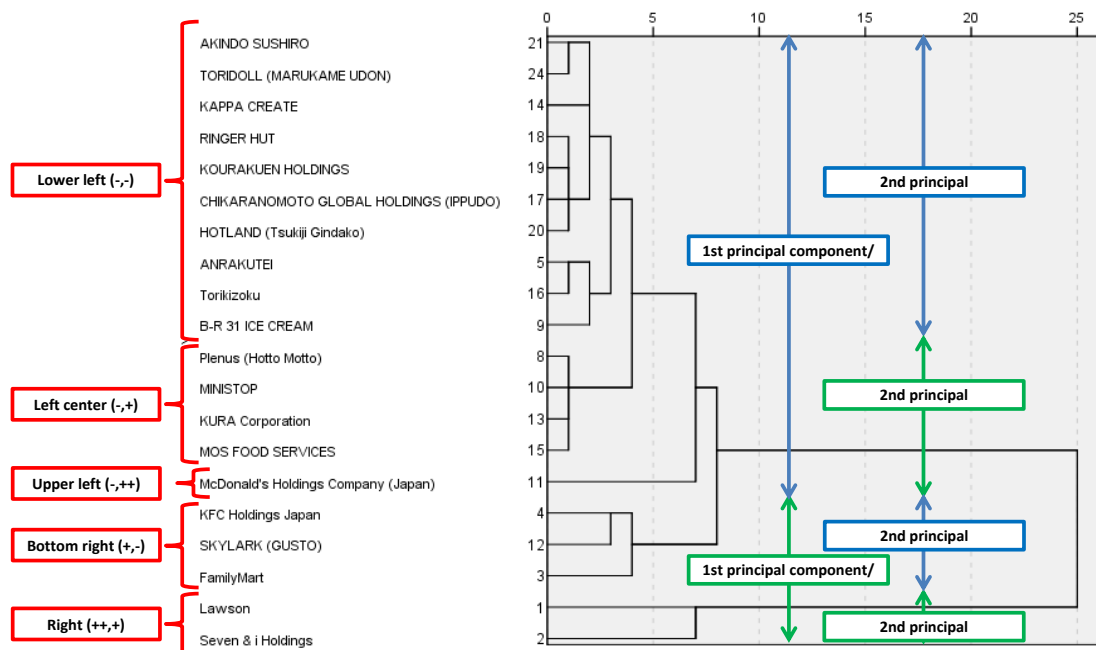 0 5 10 15 20 25
AKINDO SUSHIRO 21
TORIDOLL (MARUKAME UDON) 24
KAPPA CREATE 14
RINGER HUT 18
KOURAKUEN HOLDINGS 19
Lower left (-,-)
2nd principal
CHIKARANOMOTO GLOBAL HOLDINGS (IPPUDO) 17
HOTLAND (Tsukiji Gindako) 20
1st principal component/
ANRAKUTEI 5
Torikizoku 16
B-R 31 ICE CREAM 9
Plenus (Hotto Motto) 8
MINISTOP 10
2nd principal
Left center (-,+)
KURA Corporation 13
MOS FOOD SERVICES 15
Upper left (-,++)
McDonald's Holdings Company (Japan) 11
KFC Holdings Japan 4
2nd principal
Bottom right (+,-)
SKYLARK (GUSTO) 12
1st principal component/
FamilyMart 3
Lawson 1
Right (++,+)
2nd principal
Seven & i Holdings 2